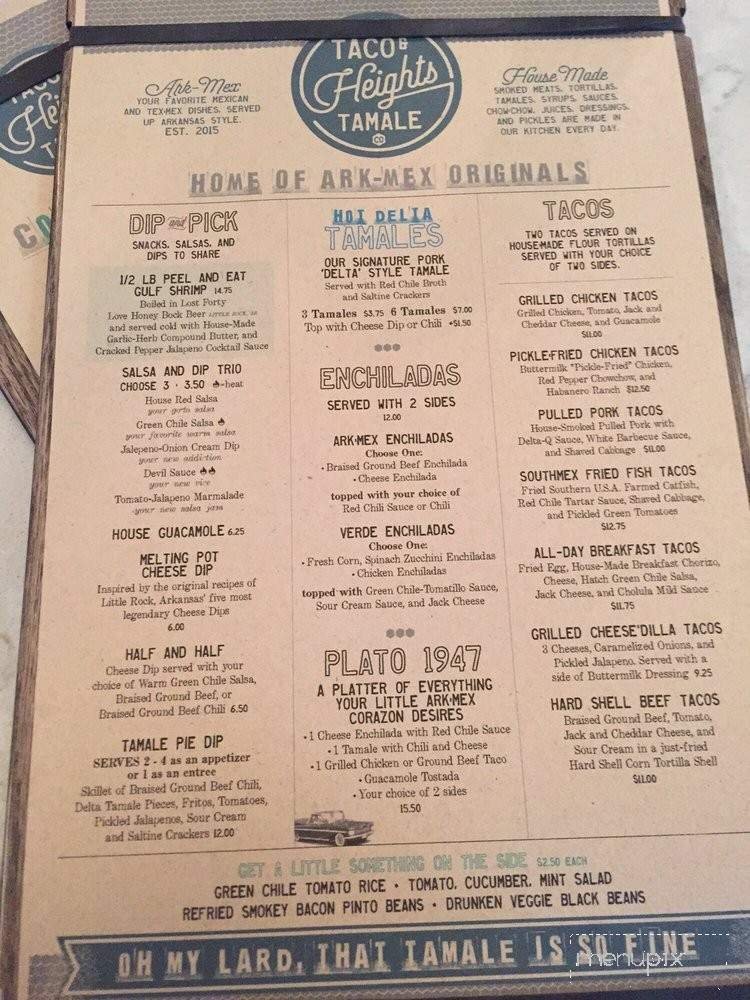 TACO &
Heights
TAMALE
CO
Ark-Mex
YOUR FAVORITE MEXICAN
AND TEX-MEX DISHES, SERVED
UP ARKANSAS STYLE.
EST. 2015
House Made
SMOKED MEATS, TORTILLAS,
TAMALES, SYRUPS, SAUCES,
CHOW-CHOW, JUICES, DRESSINGS,
AND PICKLES ARE MADE IN
OUR KITCHEN EVERY DAY.
HOME OF ARK-MEX ORIGINALS
DIP and PICK
SNACKS, SALSAS, AND
DIPS TO SHARE
1/2 LB PEEL AND EAT
GULF SHRIMP 14.75
Boiled in Lost Forty
Love Honey Bock Beer LITTLE ROCK, AR
and served cold with House-Made
Garlic-Herb Compound Butter, and
Cracked Pepper Jalapeno Cocktail Sauce
SALSA AND DIP TRIO
CHOOSE 3 · 3.50 -heat
House Red Salsa
your goto salsa
Green Chile Salsa
your favorite warm salsa
Jalepeno-Onion Cream Dip
your new addiction
Devil Sauce
your new vice
Tomato-Jalapeno Marmalade
your new salsa jam
HOUSE GUACAMOLE 6.25
MELTING POT
CHEESE DIP
Inspired by the original recipes of
Little Rock, Arkansas' five most
legendary Cheese Dips
6.00
HALF AND HALF
Cheese Dip served with your
choice of Warm Green Chile Salsa,
Braised Ground Beef, or
Braised Ground Beef Chili 6.50
TAMALE PIE DIP
SERVES 2 - 4 as an appetizer
or 1 as an entree
Skillet of Braised Ground Beef Chili,
Delta Tamale Pieces, Fritos, Tomatoes,
Pickled Jalapenos, Sour Cream
and Saltine Crackers 12.00
HOT DELTA
TAMALES
OUR SIGNATURE PORK
'DELTA' STYLE TAMALE
Served with Red Chile Broth
and Saltine Crackers
3 Tamales $3.75 6 Tamales $7.00
Top with Cheese Dip or Chili +$1.50
ENCHILADAS
SERVED WITH 2 SIDES
12.00
ARK-MEX ENCHILADAS
Choose One:
• Braised Ground Beef Enchilada
• Cheese Enchilada
topped with your choice of
Red Chili Sauce or Chili
VERDE ENCHILADAS
Choose One:
• Fresh Corn, Spinach Zucchini Enchiladas
• Chicken Enchiladas
topped with Green Chile-Tomatillo Sauce,
Sour Cream Sauce, and Jack Cheese
PLATO 1947
A PLATTER OF EVERYTHING
YOUR LITTLE ARK-MEX
CORAZON DESIRES
• 1 Cheese Enchilada with Red Chile Sauce
• 1 Tamale with Chili and Cheese
• 1 Grilled Chicken or Ground Beef Taco
• Guacamole Tostada
• Your choice of 2 sides
15.50
TACOS
TWO TACOS SERVED ON
HOUSE-MADE FLOUR TORTILLAS
SERVED WITH YOUR CHOICE
OF TWO SIDES.
GRILLED CHICKEN TACOS
Grilled Chicken, Tomato, Jack and
Cheddar Cheese, and Guacamole
$11.00
PICKLE-FRIED CHICKEN TACOS
Buttermilk "Pickle-Fried" Chicken,
Red Pepper Chowchow, and
Habanero Ranch $12.50
PULLED PORK TACOS
House-Smoked Pulled Pork with
Delta-Q Sauce, White Barbecue Sauce,
and Shaved Cabbage $11.00
SOUTHMEX FRIED FISH TACOS
Fried Southern U.S.A. Farmed Catfish,
Red Chile Tartar Sauce, Shaved Cabbage,
and Pickled Green Tomatoes
$12.75
ALL-DAY BREAKFAST TACOS
Fried Egg, House-Made Breakfast Chorizo,
Cheese, Hatch Green Chile Salsa,
Jack Cheese, and Cholula Mild Sauce
$11.75
GRILLED CHEESE'DILLA TACOS
3 Cheeses, Caramelized Onions, and
Pickled Jalapeno. Served with a
side of Buttermilk Dressing 9.25
HARD SHELL BEEF TACOS
Braised Ground Beef, Tomato,
Jack and Cheddar Cheese, and
Sour Cream in a just-fried
Hard Shell Corn Tortilla Shell
$11.00
GET A LITTLE SOMETHING ON THE SIDE $2.50 EACH
GREEN CHILE TOMATO RICE • TOMATO, CUCUMBER, MINT SALAD
REFRIED SMOKEY BACON PINTO BEANS • DRUNKEN VEGGIE BLACK BEANS
OH MY LARD, THAT TAMALE IS SO FINE
menupix